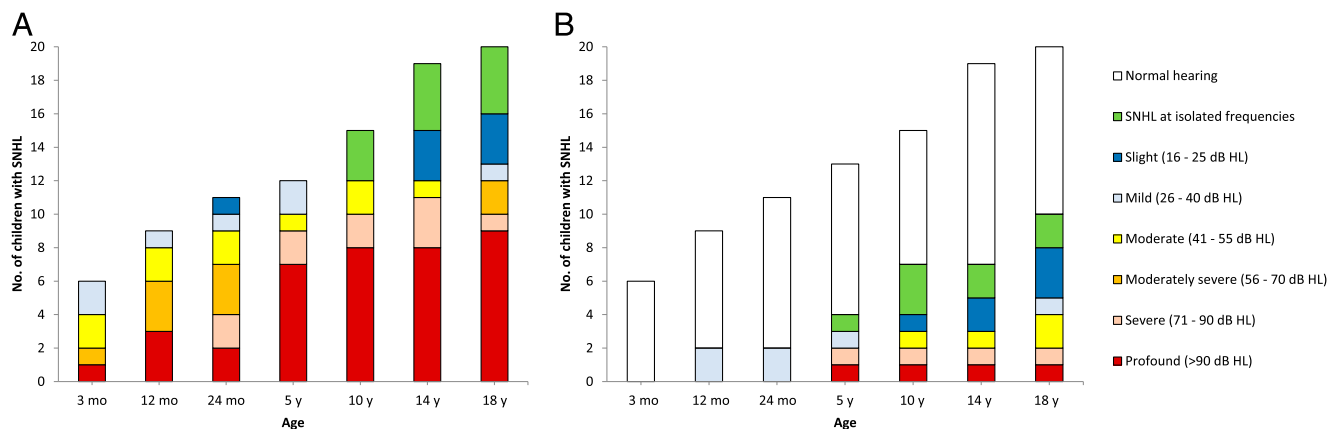 A
No. of children with SNHL
20
18
16
14
12
10
8
6
4
2
0
3 mo 12 mo 24 mo 5 y 10 y 14 y 18 y
Age
B
No. of children with SNHL
20
18
16
14
12
10
8
6
4
2
0
3 mo 12 mo 24 mo 5 y 10 y 14 y 18 y
Age
Normal hearing
SNHL at isolated frequencies
Slight (16 - 25 dB HL)
Mild (26 - 40 dB HL)
Moderate (41 - 55 dB HL)
Moderately severe (56 - 70 dB HL)
Severe (71 - 90 dB HL)
Profound (>90 dB HL)